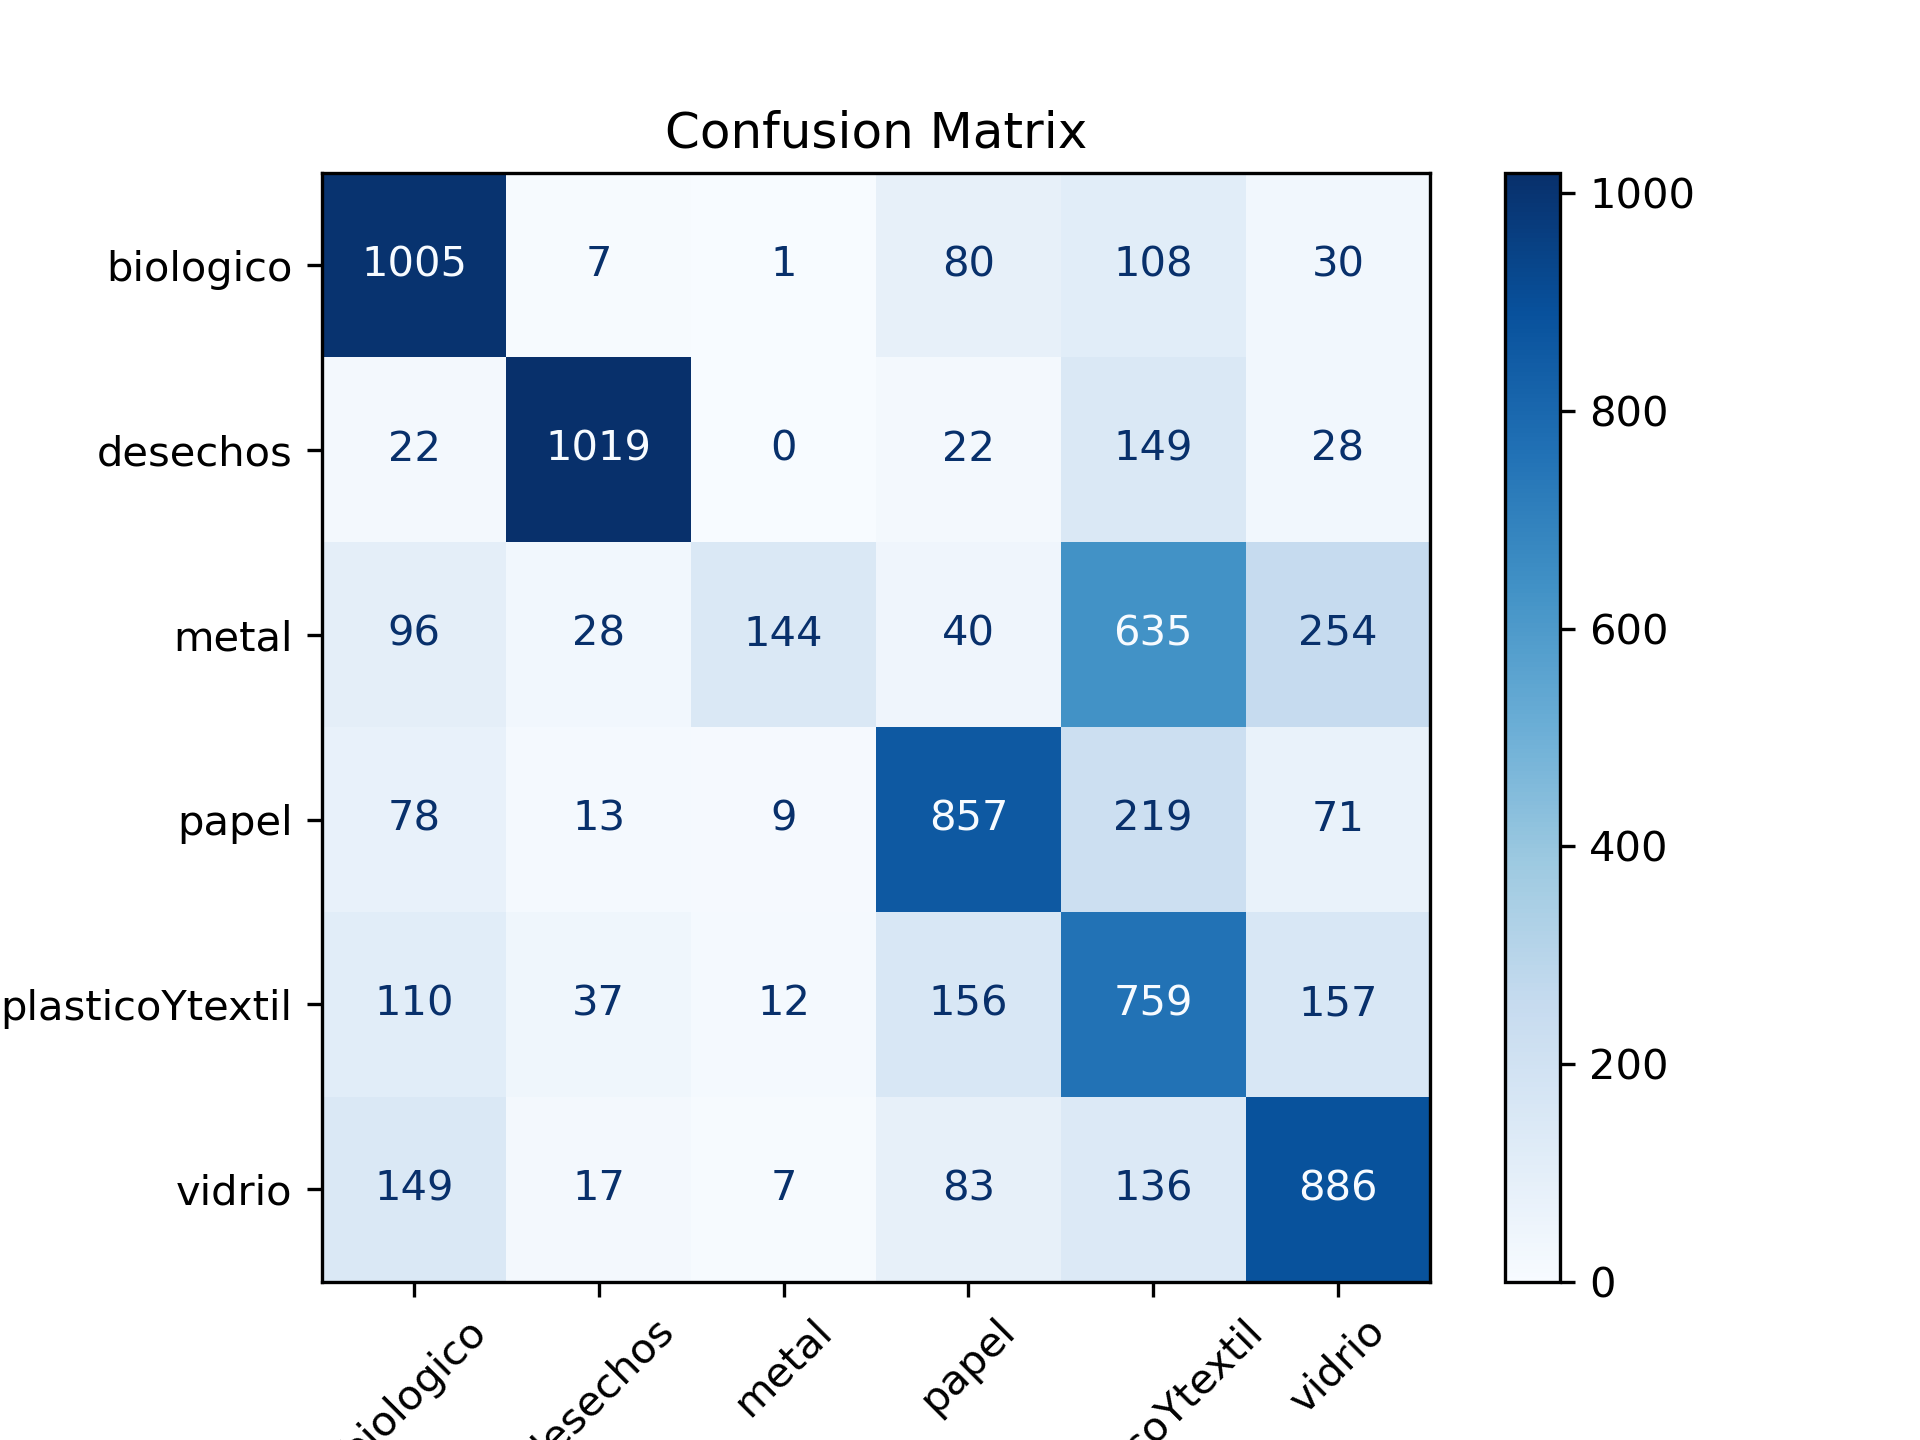 Confusion Matrix
biologico 1005 7 1 80 108 30
desechos 22 1019 0 22 149 28
metal 96 28 144 40 635 254
papel 78 13 9 857 219 71
plasticoYtextil 110 37 12 156 759 157
vidrio 149 17 7 83 136 886
metal papel vidrio
1000
800
600
400
200
0